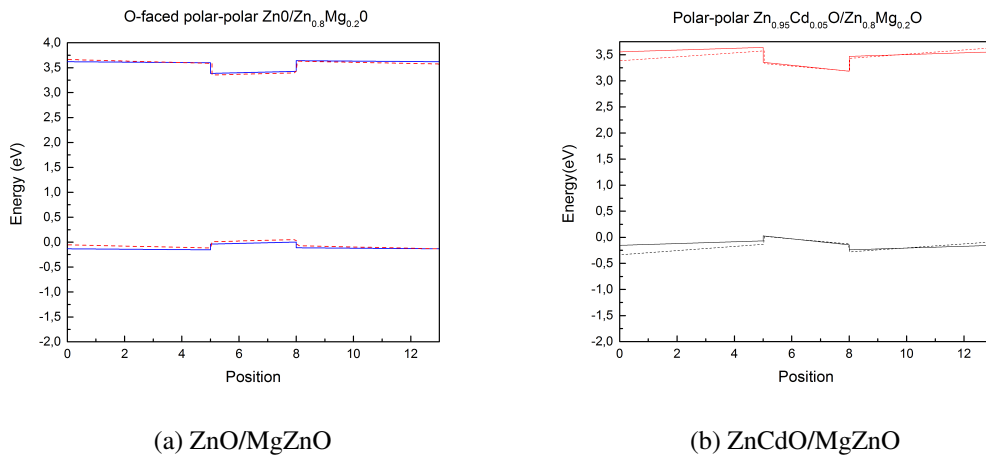 O-faced polar-polar Zn0/Zn0.8Mg0.20
4,0
3,5
3,0
2,5
2,0
1,5
1,0
0,5
0,0
-0,5
-1,0
-1,5
-2,0
Energy (eV)
0 2 4 6 8 10 12
Position
(a) ZnO/MgZnO
Polar-polar Zn0.95Cd0.05O/Zn0.8Mg0.2O
3,5
3,0
2,5
2,0
1,5
1,0
0,5
0,0
-0,5
-1,0
-1,5
-2,0
Energy(eV)
0 2 4 6 8 10 12
Position
(b) ZnCdO/MgZnO